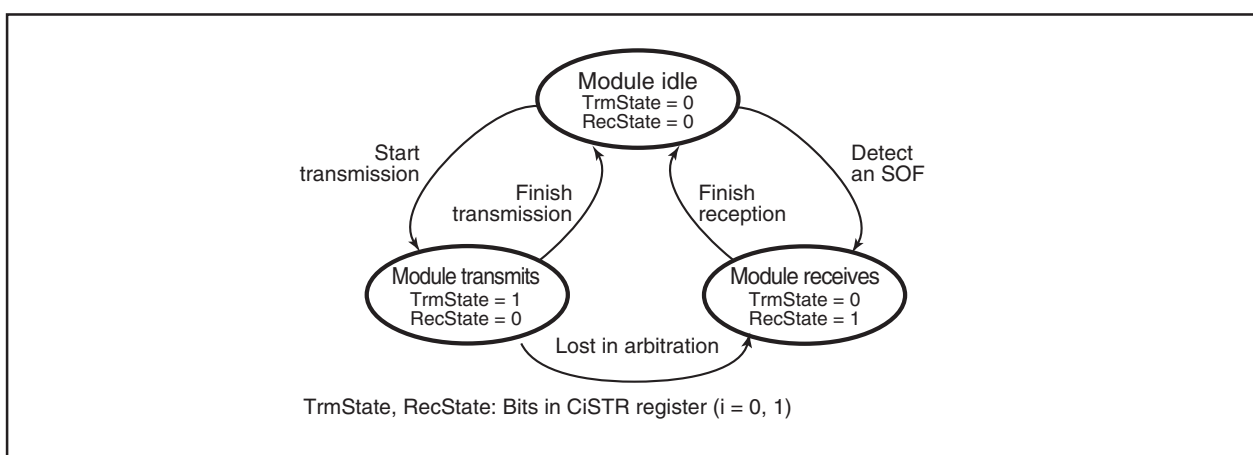 Module idle
TrmState = 0
RecState = 0
Start
transmission
Detect
an SOF
Finish
transmission
Finish
reception
Module transmits
TrmState = 1
RecState = 0
Module receives
TrmState = 0
RecState = 1
Lost in arbitration
TrmState, RecState: Bits in CiSTR register (i = 0, 1)